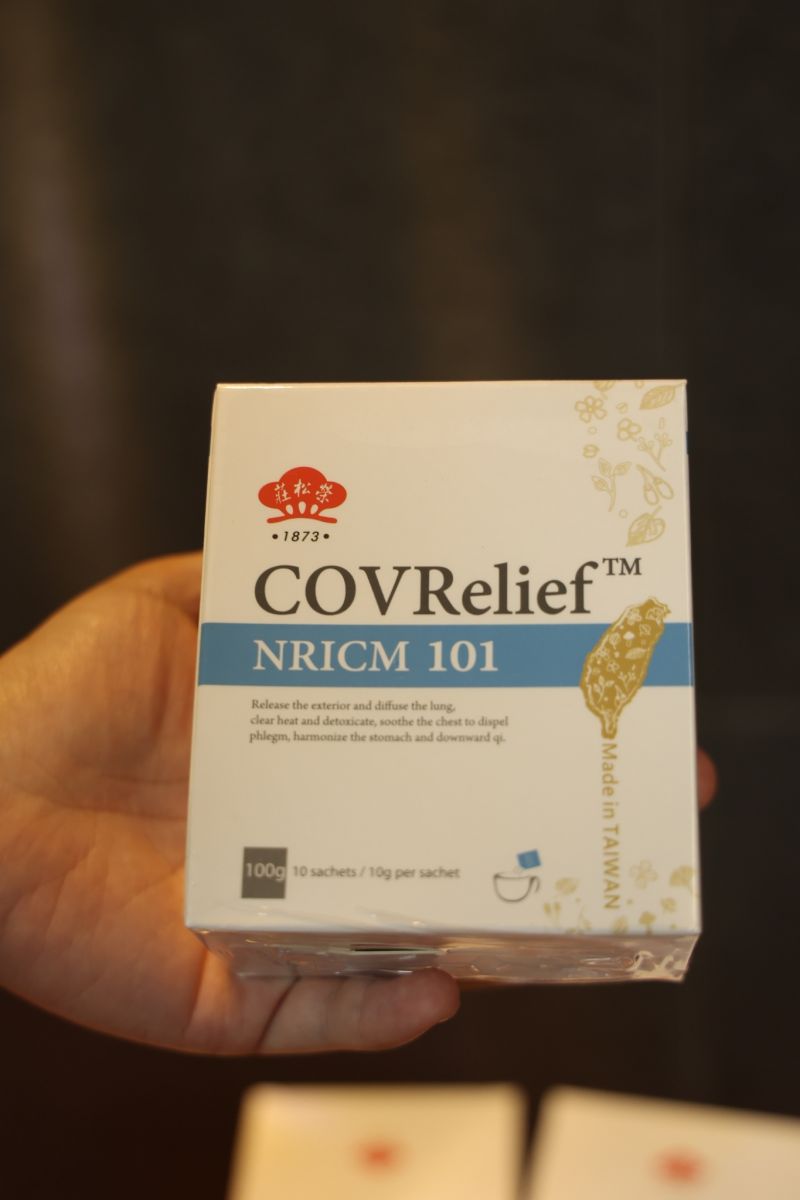 莊松榮
•1873•
COVRelief™
NRICM 101
Release the exterior and diffuse the lung,
clear heat and detoxicate, soothe the chest to dispel
phlegm, harmonize the stomach and downward qi.
Made in TAIWAN
100g 10 sachets / 10g per sachet